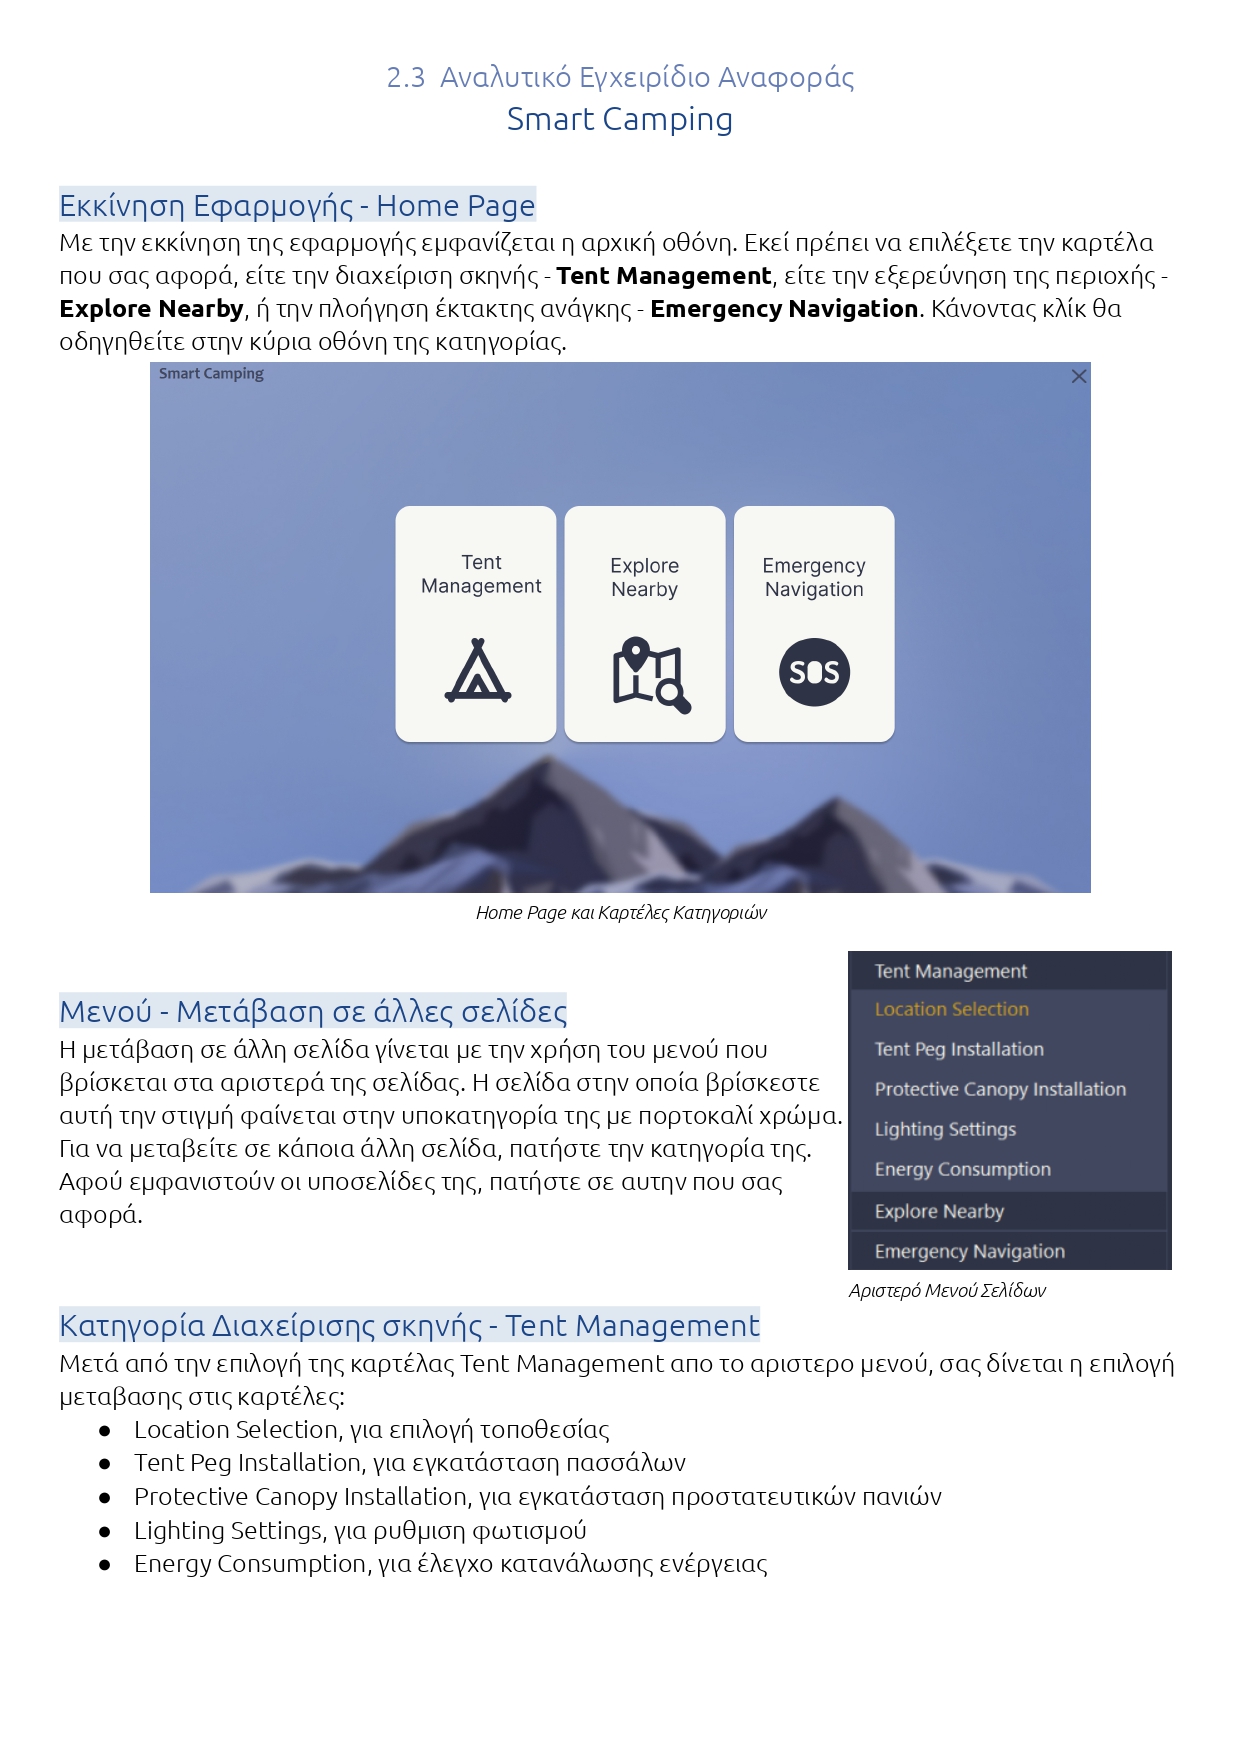 2.3 Αναλυτικό Εγχειρίδιο Αναφοράς
Smart Camping
Εκκίνηση Εφαρμογής - Home Page
Με την εκκίνηση της εφαρμογής εμφανίζεται η αρχική οθόνη. Εκεί πρέπει να επιλέξετε την καρτέλα
που σας αφορά, είτε την διαχείριση σκηνής - Tent Management, είτε την εξερεύνηση της περιοχής -
Explore Nearby, ή την πλοήγηση έκτακτης ανάγκης - Emergency Navigation. Κάνοντας κλίκ θα
οδηγηθείτε στην κύρια οθόνη της κατηγορίας.
Smart Camping
Tent
Management
Explore
Nearby
Emergency
Navigation
SOS
Home Page και Καρτέλες Κατηγοριών
Μενού - Μετάβαση σε άλλες σελίδες
Η μετάβαση σε άλλη σελίδα γίνεται με την χρήση του μενού που
βρίσκεται στα αριστερά της σελίδας. Η σελίδα στην οποία βρίσκεστε
αυτή την στιγμή φαίνεται στην υποκατηγορία της με πορτοκαλί χρώμα.
Για να μεταβείτε σε κάποια άλλη σελίδα, πατήστε την κατηγορία της.
Αφού εμφανιστούν οι υποσελίδες της, πατήστε σε αυτην που σας
αφορά.
Tent Management
Location Selection
Tent Peg Installation
Protective Canopy Installation
Lighting Settings
Energy Consumption
Explore Nearby
Emergency Navigation
Αριστερό Μενού Σελίδων
Κατηγορία Διαχείρισης σκηνής - Tent Management
Μετά από την επιλογή της καρτέλας Tent Management απο το αριστερο μενού, σας δίνεται η επιλογή
μεταβασης στις καρτέλες:
● Location Selection, για επιλογή τοποθεσίας
● Tent Peg Installation, για εγκατάσταση πασσάλων
● Protective Canopy Installation, για εγκατάσταση προστατευτικών πανιών
● Lighting Settings, για ρυθμιση φωτισμού
● Energy Consumption, για έλεγχο κατανάλωσης ενέργειας